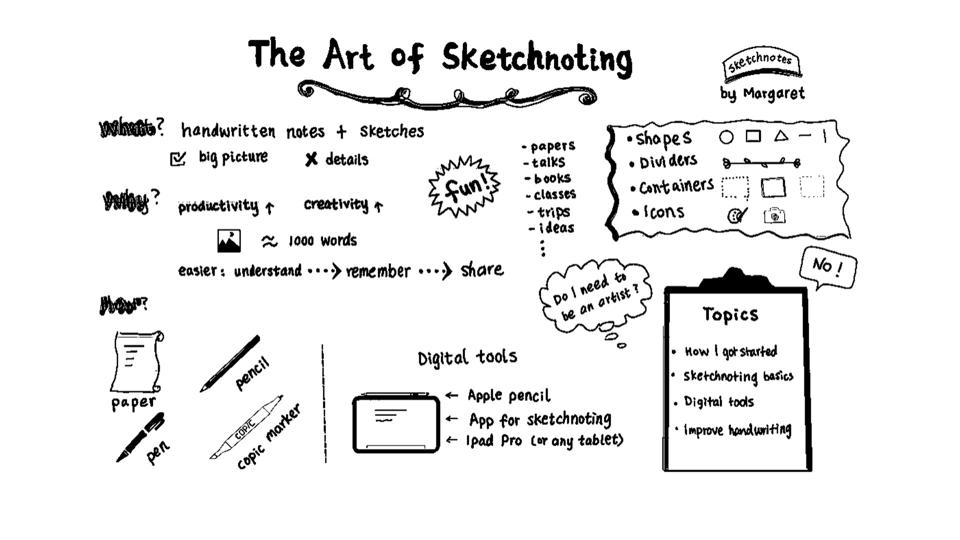 The Art of Sketchnoting
sketchnotes
by Margaret
What? handwritten notes + sketches
big picture details
Why? productivity ↑ creativity ↑
≈ 1000 words
easier: understand ····> remember ····> share
fun!
- papers
- talks
- books
- classes
- trips
- ideas
• Shapes
• Dividers
• Containers
• Icons
Do I need to
be an artist?
No!
How?
paper
pencil
pen
COPIC
copic marker
Digital tools
← Apple pencil
← App for sketchnoting
← Ipad Pro (or any tablet)
Topics
• How I got started
• Sketchnoting basics
• Digital tools
• Improve handwriting